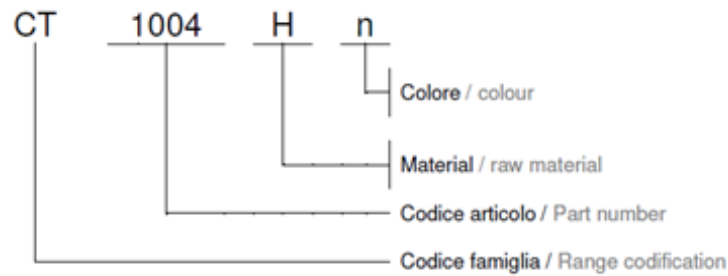 CT 1004 H n
Colore / colour
Material / raw material
Codice articolo / Part number
Codice famiglia / Range codification